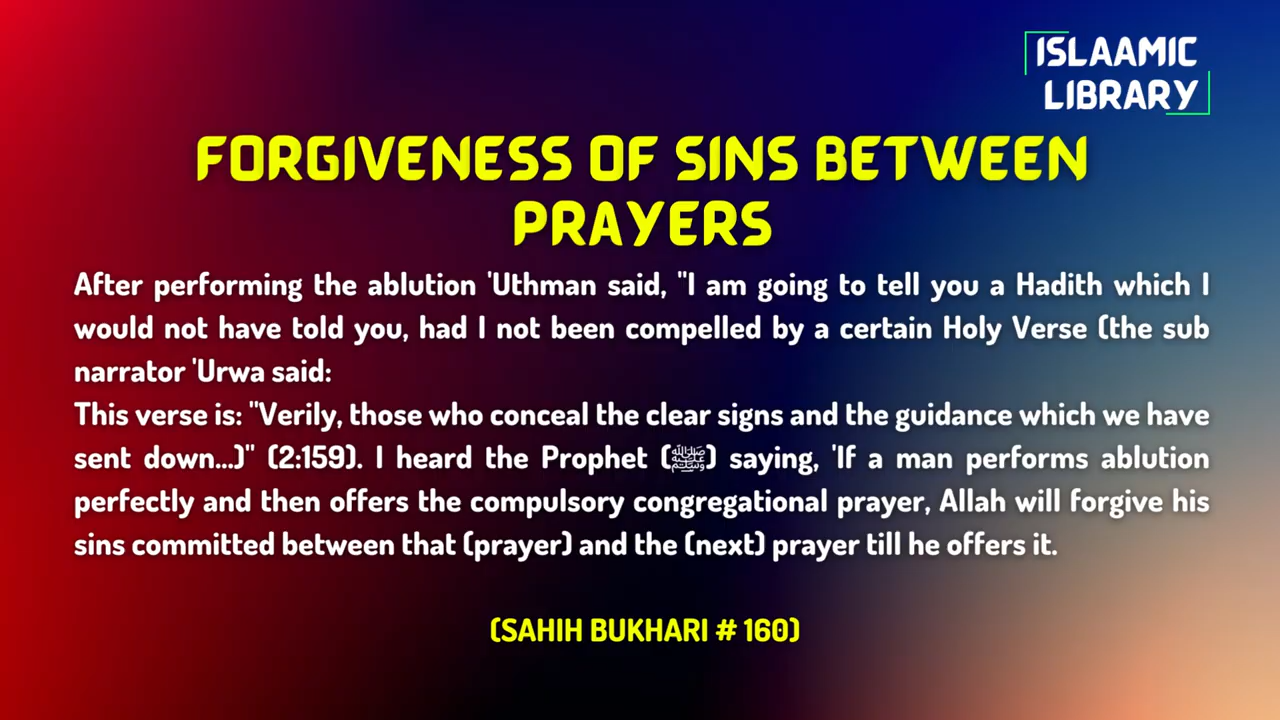 ISLAAMIC
LIBRARY
FORGIVENESS OF SINS BETWEEN
PRAYERS
After performing the ablution 'Uthman said, "I am going to tell you a Hadith which I
would not have told you, had I not been compelled by a certain Holy Verse (the sub
narrator 'Urwa said:
This verse is: "Verily, those who conceal the clear signs and the guidance which we have
sent down...)" (2:159). I heard the Prophet (ﷺ) saying, 'If a man performs ablution
perfectly and then offers the compulsory congregational prayer, Allah will forgive his
sins committed between that (prayer) and the (next) prayer till he offers it.
(SAHIH BUKHARI # 160)